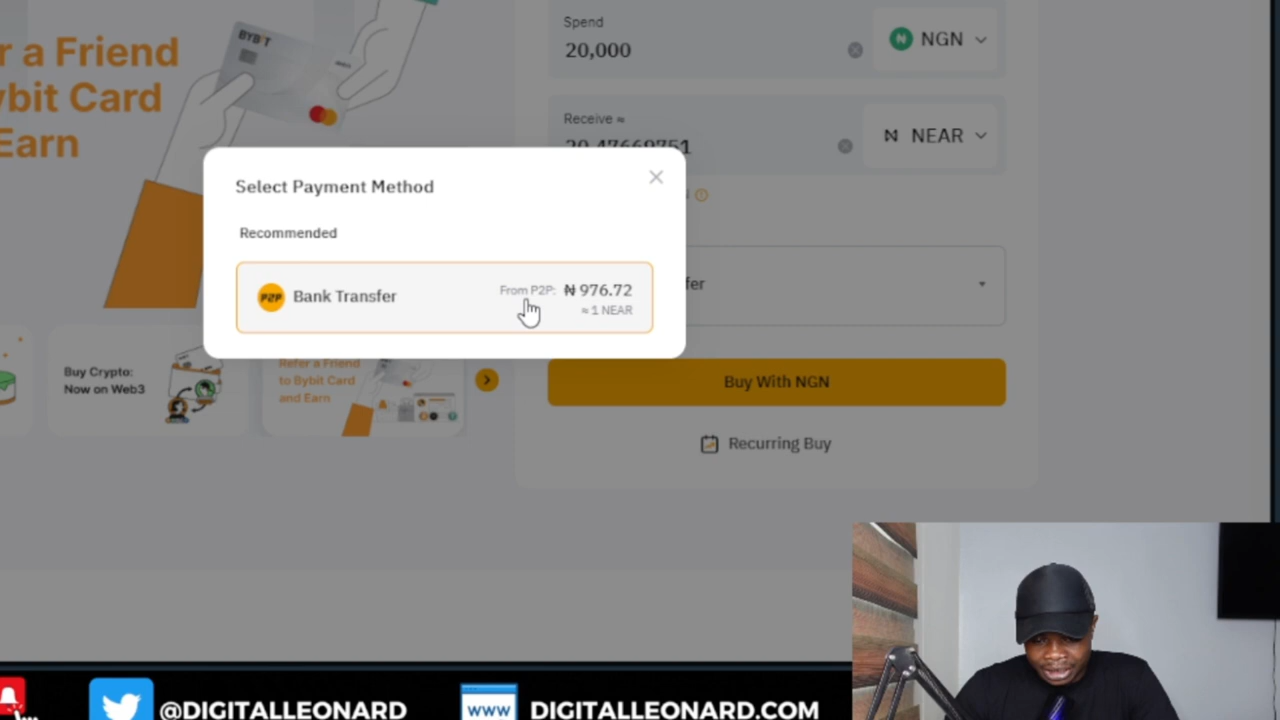 r a Friend
ybit Card
Earn
BYBIT
Spend
20,000
NGN
Receive ≈
20.47669751
NEAR
Select Payment Method
Recommended
P2P Bank Transfer
From P2P: ₦ 976.72
≈ 1 NEAR
fer
Buy Crypto:
Now on Web3
Refer a Friend
to Bybit Card
and Earn
Buy With NGN
Recurring Buy
@DIGITALLEONARD
WWW
DIGITALLEONARD.COM